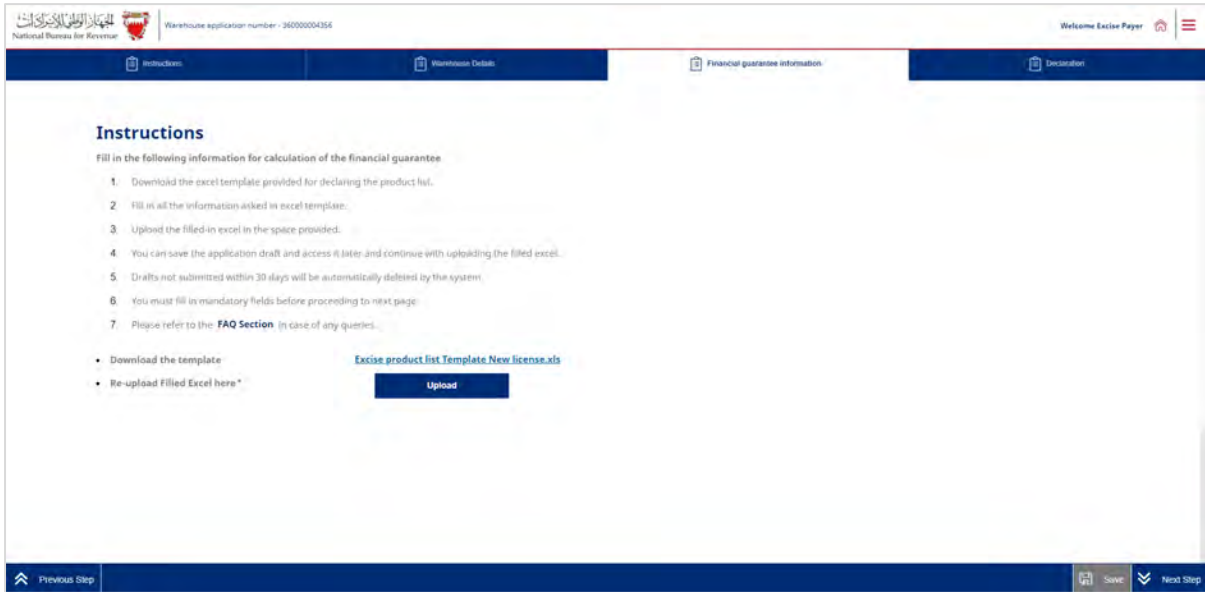 الجهاز الوطني للإيرادات
National Bureau for Revenue
Warehouse application number - 360000004356
Welcome Excise Payer
Instructions
Warehouse Details
Financial guarantee information
Declaration
Instructions
Fill in the following information for calculation of the financial guarantee
1. Download the excel template provided for declaring the product list.
2 Fill in all the information asked in excel template.
3. Upload the filled-in excel in the space provided.
4 You can save the application draft and access it later and continue with uploading the filled excel.
5. Drafts not submitted within 30 days will be automatically deleted by the system
6. You must fill in mandatory fields before proceeding to next page
7. Please refer to the FAQ Section in case of any queries.
• Download the template Excise product list Template New license.xls
• Re-upload Filled Excel here * Upload
Previous Step
Save
Next Step